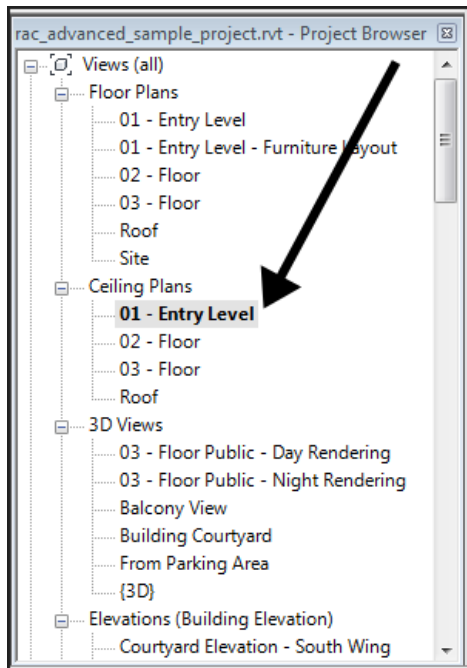 rac_advanced_sample_project.rvt - Project Browser
Views (all)
Floor Plans
01 - Entry Level
01 - Entry Level - Furniture Layout
02 - Floor
03 - Floor
Roof
Site
Ceiling Plans
01 - Entry Level
02 - Floor
03 - Floor
Roof
3D Views
03 - Floor Public - Day Rendering
03 - Floor Public - Night Rendering
Balcony View
Building Courtyard
From Parking Area
{3D}
Elevations (Building Elevation)
Courtyard Elevation - South Wing